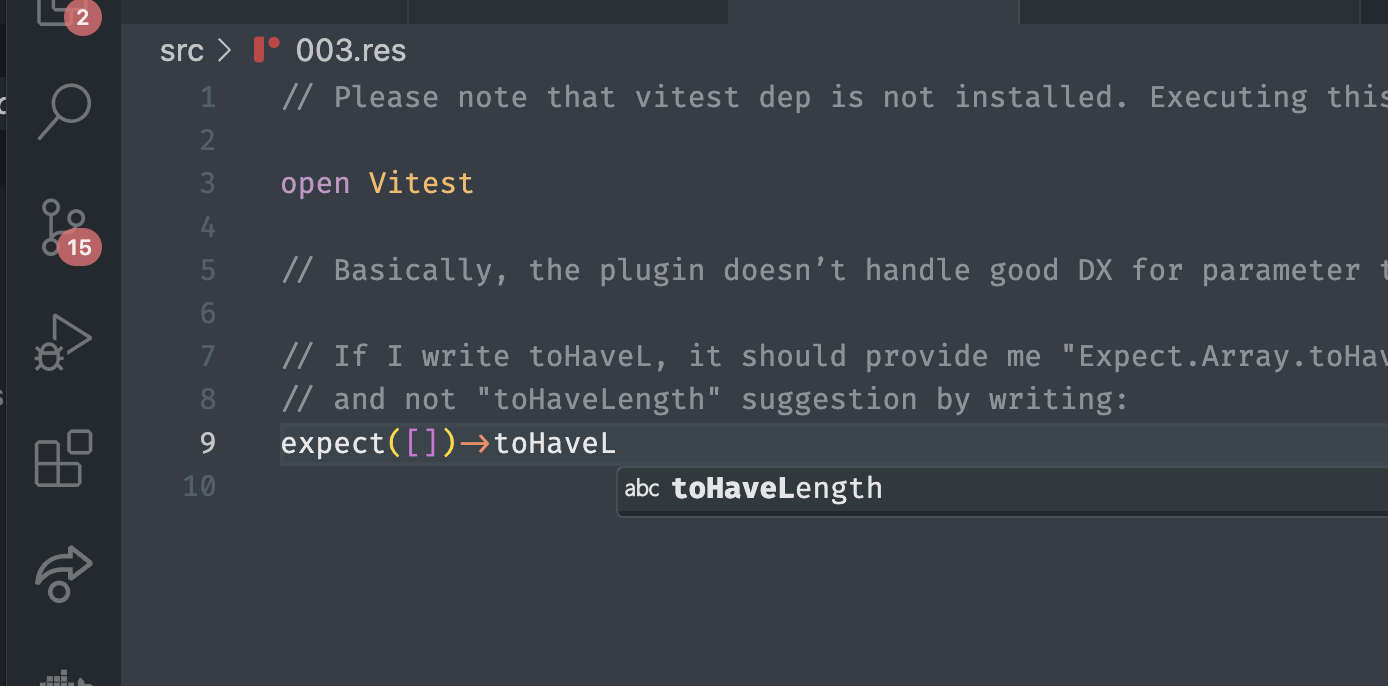 2
src > 003.res
1 // Please note that vitest dep is not installed. Executing this
2
3 open Vitest
4
15
5 // Basically, the plugin doesn’t handle good DX for parameter
6
7 // If I write toHaveL, it should provide me "Expect.Array.toHav
8 // and not "toHaveLength" suggestion by writing:
9 expect([])→toHaveL
10
abc toHaveLength